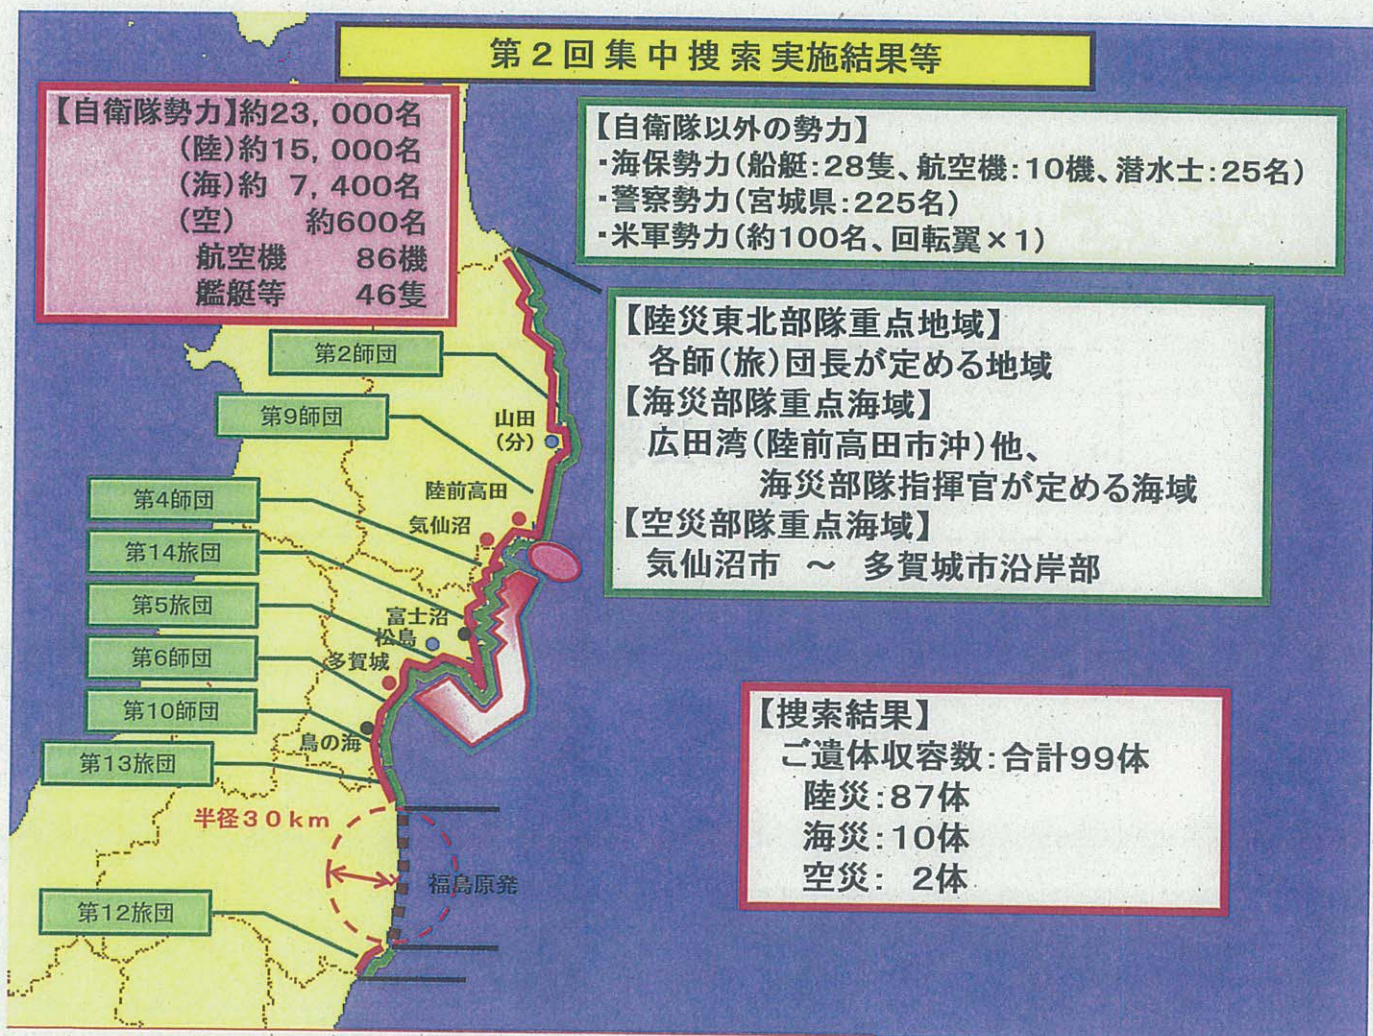 第２回集中捜索実施結果等
【自衛隊勢力】約23，000名
(陸)約15，000名
(海)約 7，400名
(空) 約600名
航空機 86機
艦艇等 46隻
【自衛隊以外の勢力】
・海保勢力(船艇:28隻、航空機:10機、潜水士:25名)
・警察勢力(宮城県:225名)
・米軍勢力(約100名、回転翼×1)
【陸災東北部隊重点地域】
各師(旅)団長が定める地域
【海災部隊重点海域】
広田湾(陸前高田市沖)他、
海災部隊指揮官が定める海域
【空災部隊重点海域】
気仙沼市 ～ 多賀城市沿岸部
第2師団
第9師団
山田
(分)
陸前高田
第4師団
気仙沼
第14旅団
第5旅団
富士沼
松島
第6師団
多賀城
第10師団
鳥の海
第13旅団
半径３０ｋｍ
福島原発
第12旅団
【捜索結果】
ご遺体収容数:合計99体
陸災:87体
海災:10体
空災: 2体